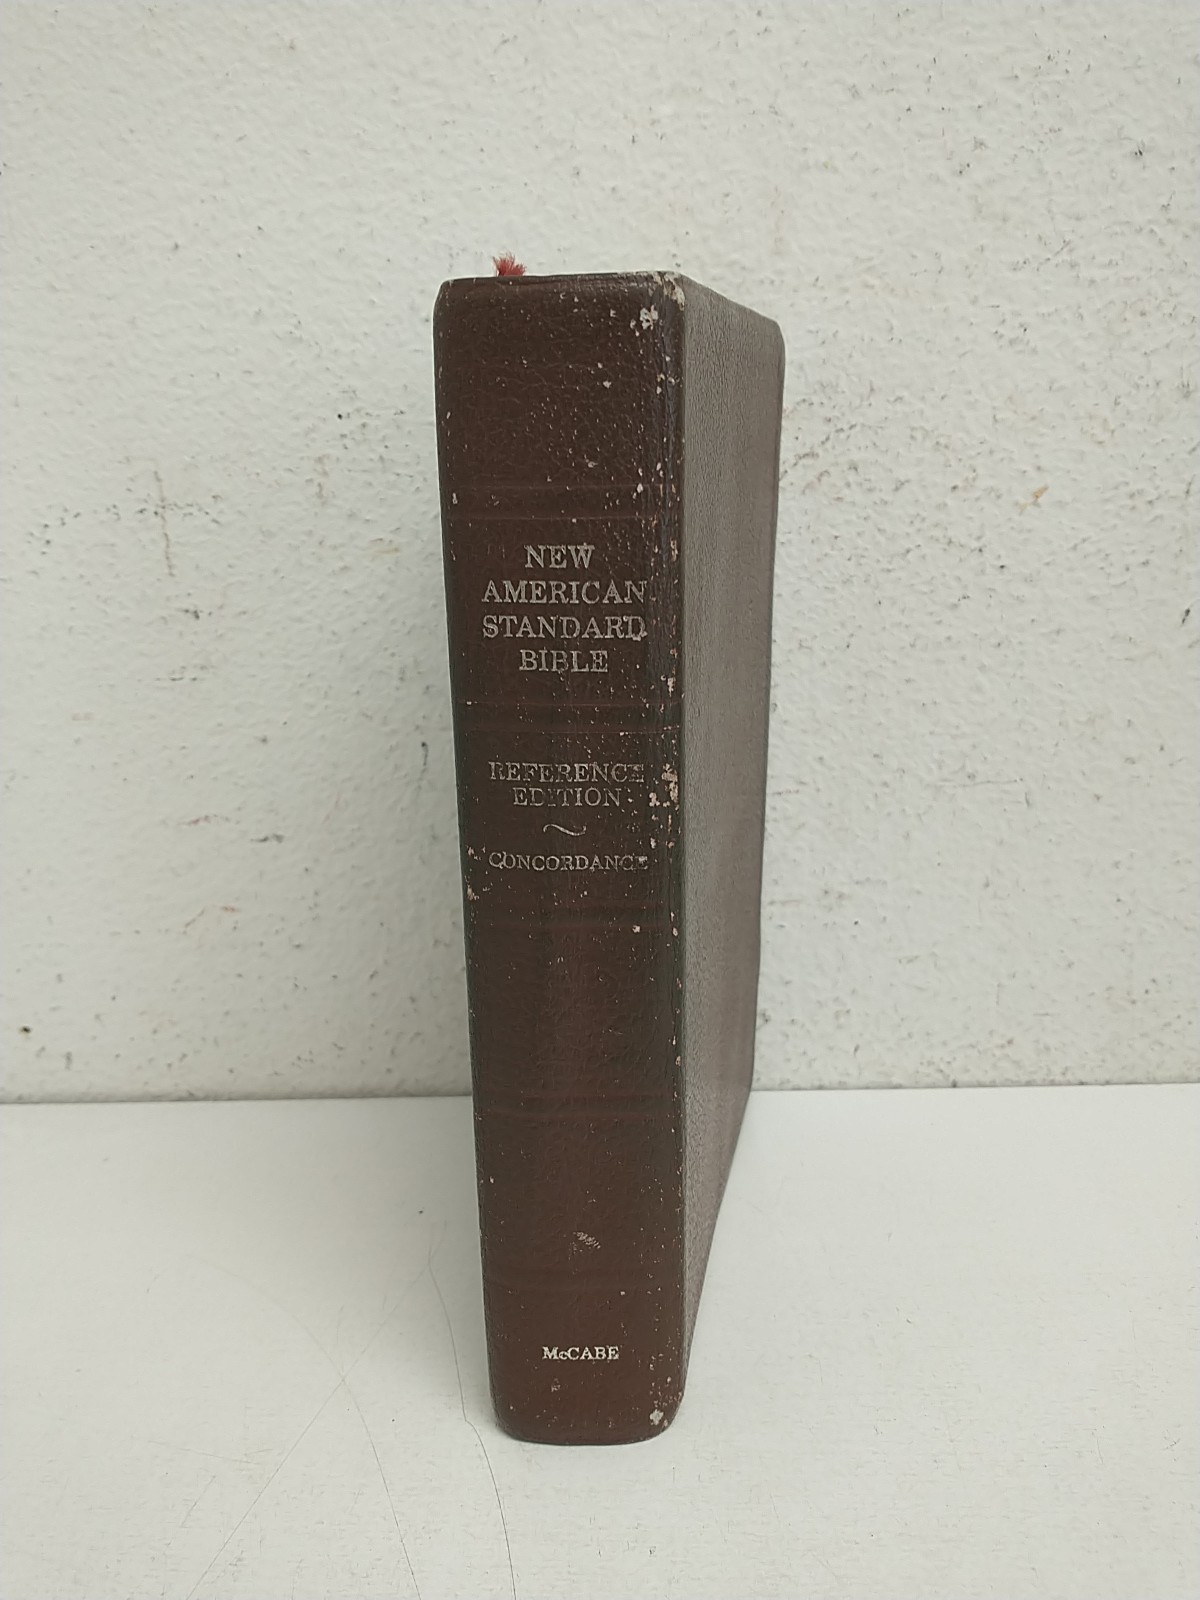 NEW
AMERICAN
STANDARD
BIBLE
REFERENCE
EDITION
~
CONCORDANCE
McCABE